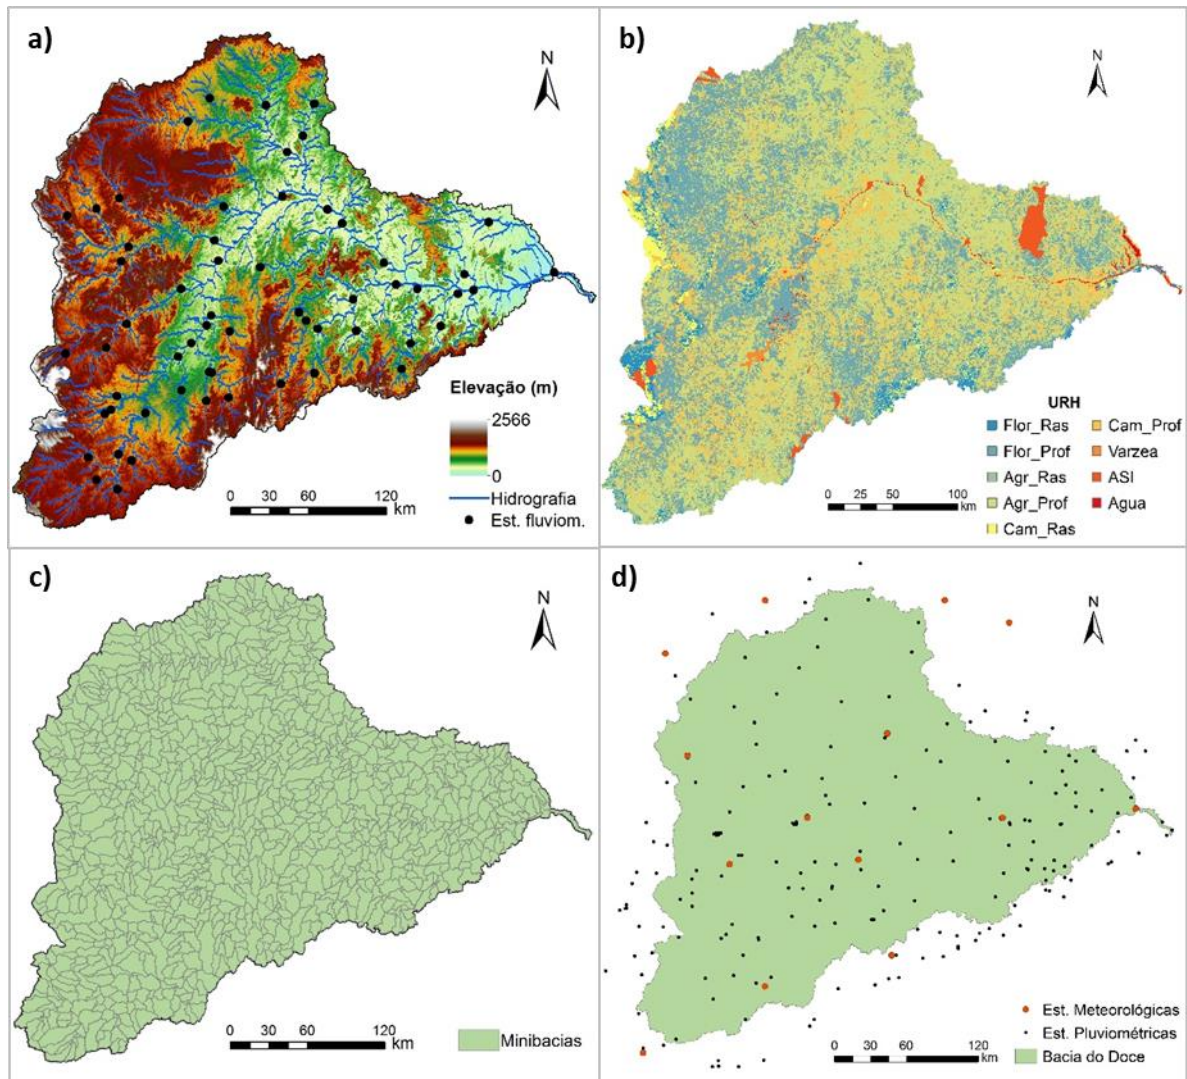 a)
N
Elevação (m)
2566
0
0 30 60 120
km
Hidrografia
Est. fluviom.
b)
N
URH
Flor_Ras
Flor_Prof
Agr_Ras
Agr_Prof
Cam_Ras
Cam_Prof
Varzea
ASI
Agua
0 25 50 100
km
c)
N
0 30 60 120
km
Minibacias
d)
N
Est. Meteorológicas
Est. Pluviométricas
Bacia do Doce
0 30 60 120
km